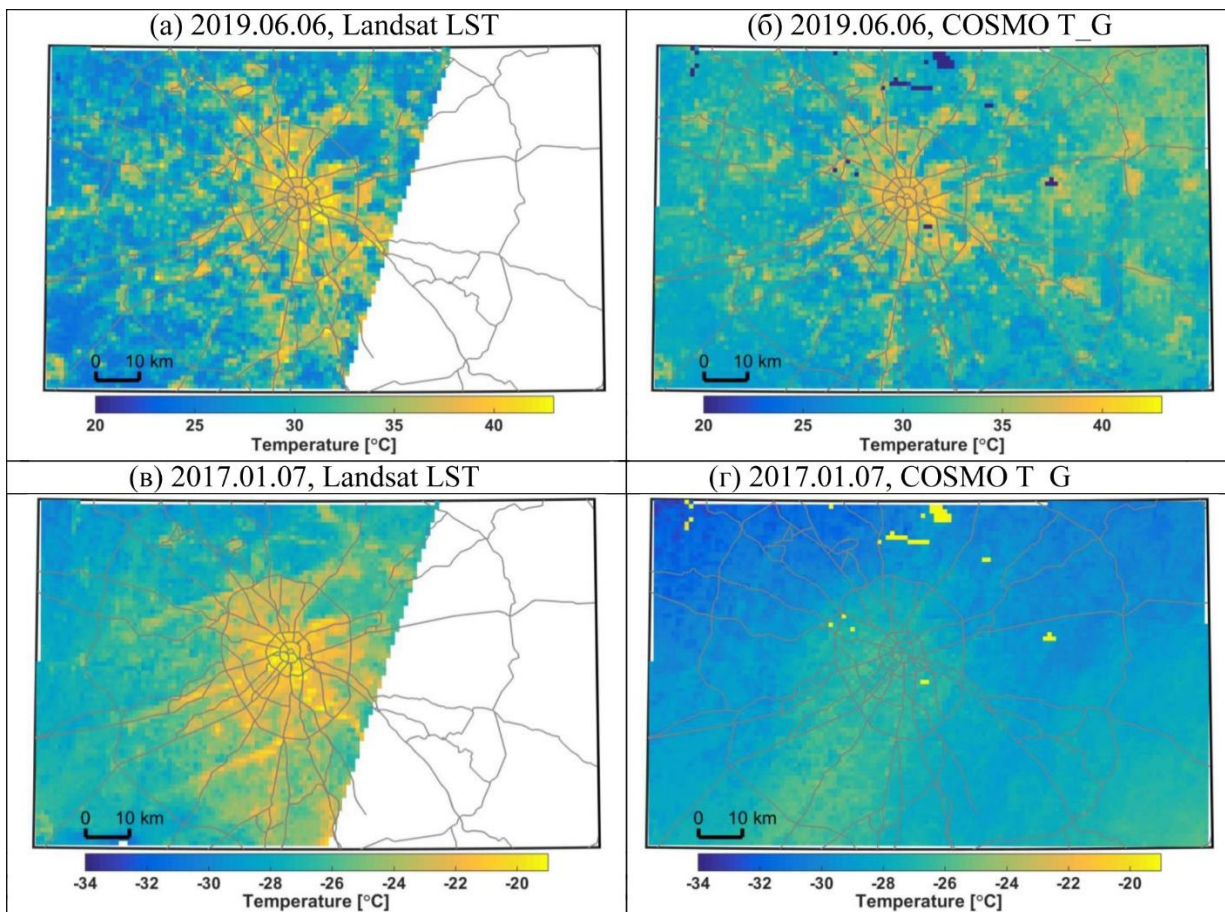 (а) 2019.06.06, Landsat LST
(б) 2019.06.06, COSMO T_G
0 10 km
0 10 km
20 25 30 35 40
20 25 30 35 40
Temperature [°C]
Temperature [°C]
(в) 2017.01.07, Landsat LST
(г) 2017.01.07, COSMO T_G
0 10 km
0 10 km
-34 -32 -30 -28 -26 -24 -22 -20
-34 -32 -30 -28 -26 -24 -22 -20
Temperature [°C]
Temperature [°C]